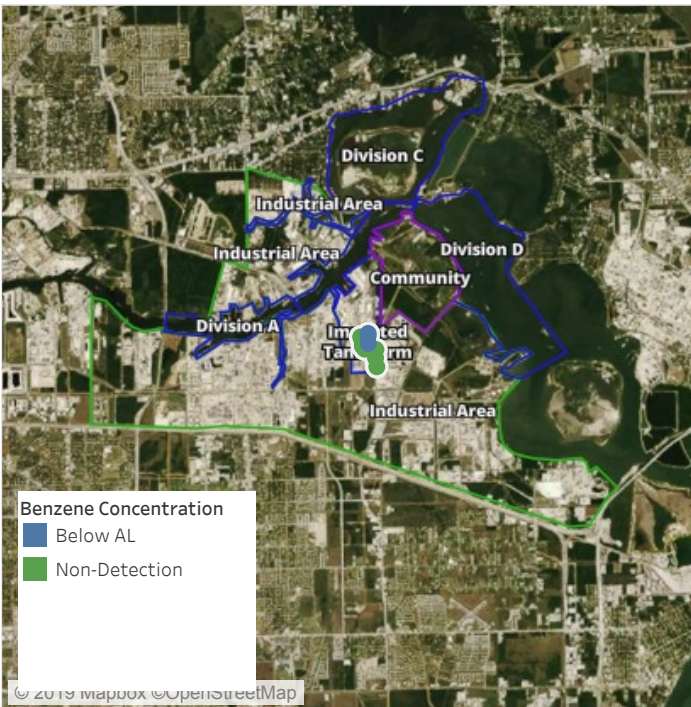 Division C
Industrial Area
Division D
Industrial Area
Community
Division A
Industrial Area
Benzene Concentration
Below AL
Non-Detection
© 2019 Mapbox ©OpenStreetMap